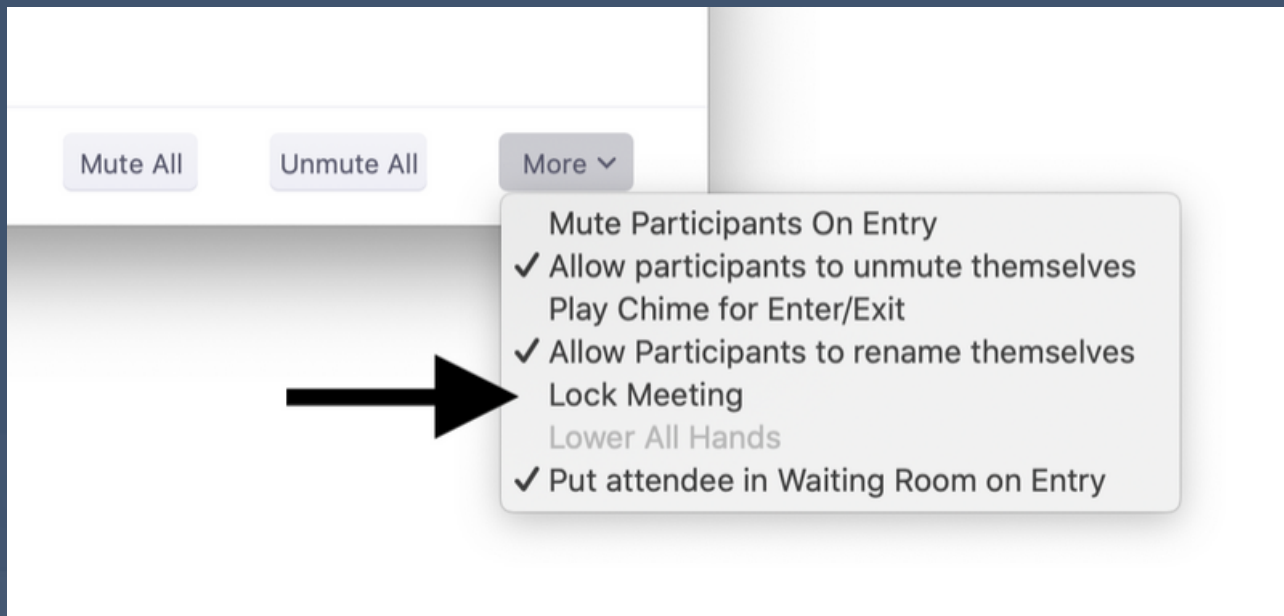 Mute All
Unmute All
More
Mute Participants On Entry
✓ Allow participants to unmute themselves
Play Chime for Enter/Exit
✓ Allow Participants to rename themselves
Lock Meeting
Lower All Hands
✓ Put attendee in Waiting Room on Entry